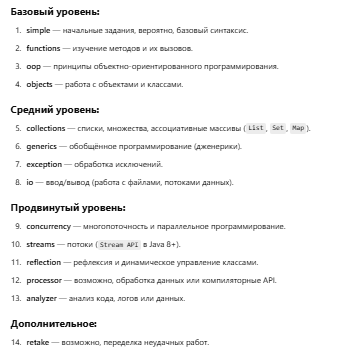 Базовый уровень:
1. simple — начальные задания, вероятно, базовый синтаксис.
2. functions — изучение методов и их вызовов.
3. oop — принципы объектно-ориентированного программирования.
4. objects — работа с объектами и классами.
Средний уровень:
5. collections — списки, множества, ассоциативные массивы ( List , Set , Map ).
6. generics — обобщённое программирование (дженерики).
7. exception — обработка исключений.
8. io — ввод/вывод (работа с файлами, потоками данных).
Продвинутый уровень:
9. concurrency — многопоточность и параллельное программирование.
10. streams — потоки ( Stream API в Java 8+).
11. reflection — рефлексия и динамическое управление классами.
12. processor — возможно, обработка данных или компиляторные API.
13. analyzer — анализ кода, логов или данных.
Дополнительное:
14. retake — возможно, переделка неудачных работ.